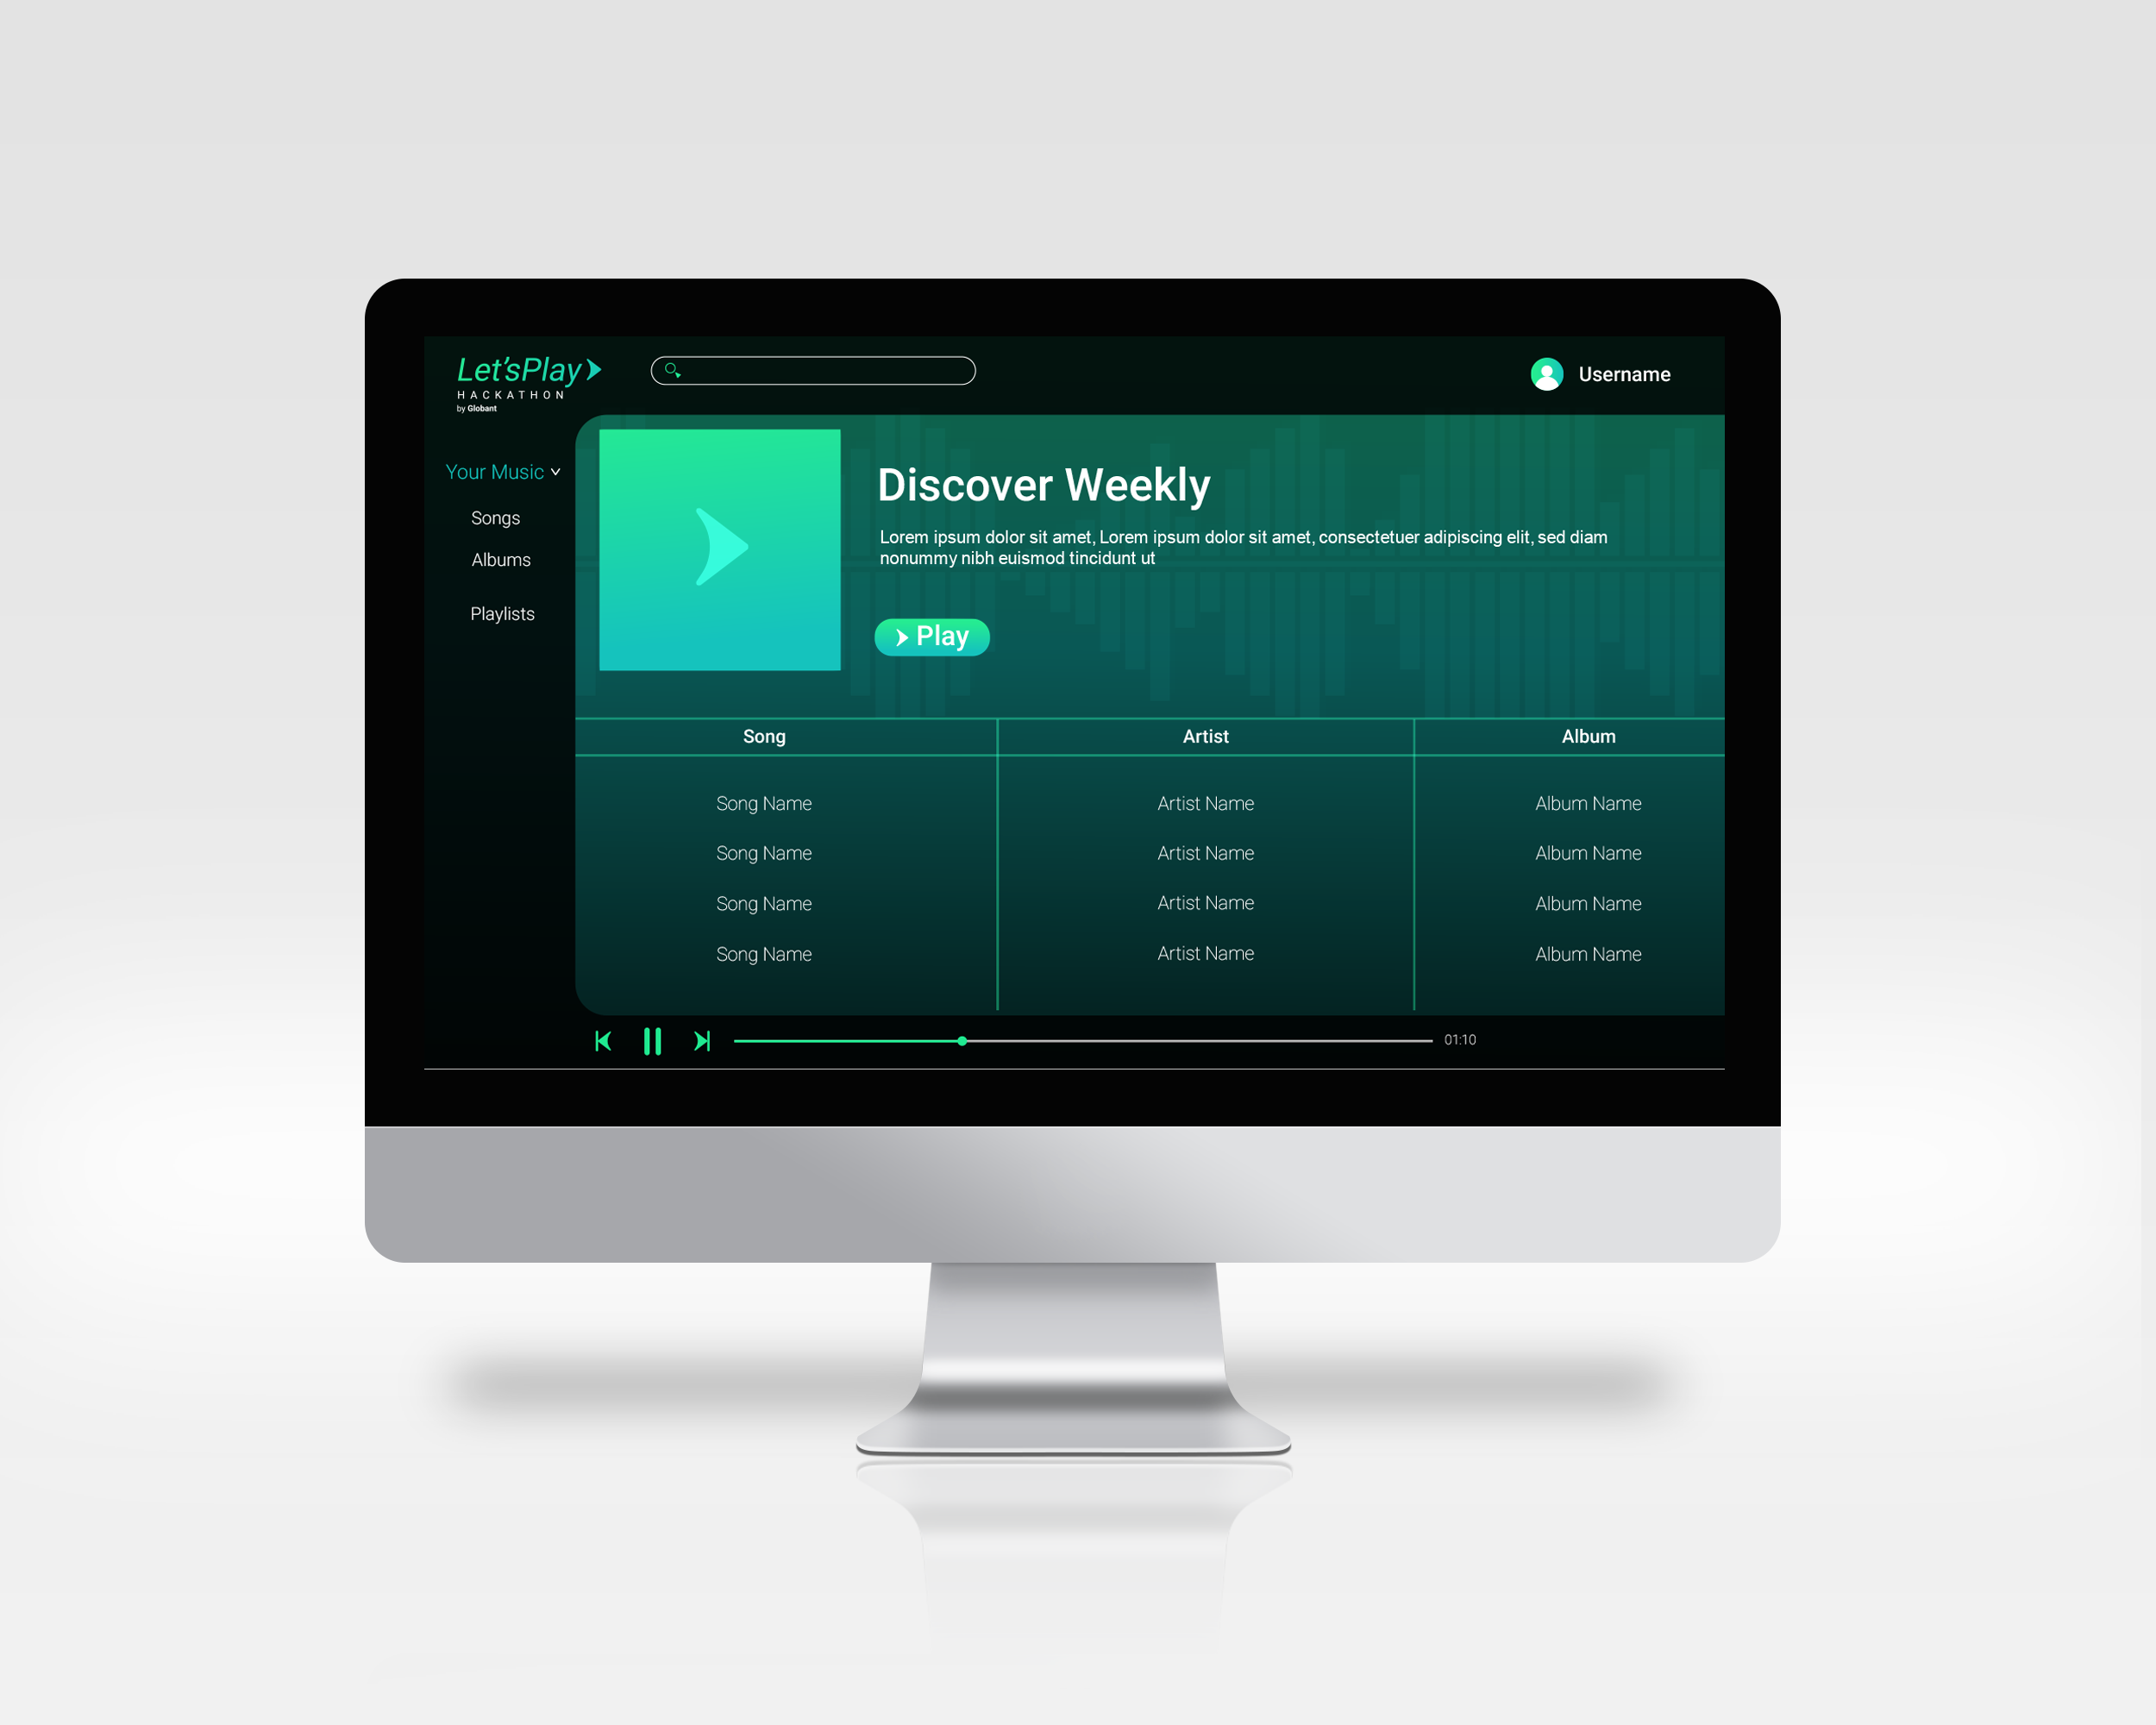 Let'sPlay
HACKATHON
by Globant
Username
Your Music
Songs
Albums
Playlists
Discover Weekly
Lorem ipsum dolor sit amet, Lorem ipsum dolor sit amet, consectetuer adipiscing elit, sed diam
nonummy nibh euismod tincidunt ut
Play
Song Artist Album
Song Name Artist Name Album Name
Song Name Artist Name Album Name
Song Name Artist Name Album Name
Song Name Artist Name Album Name
01:10